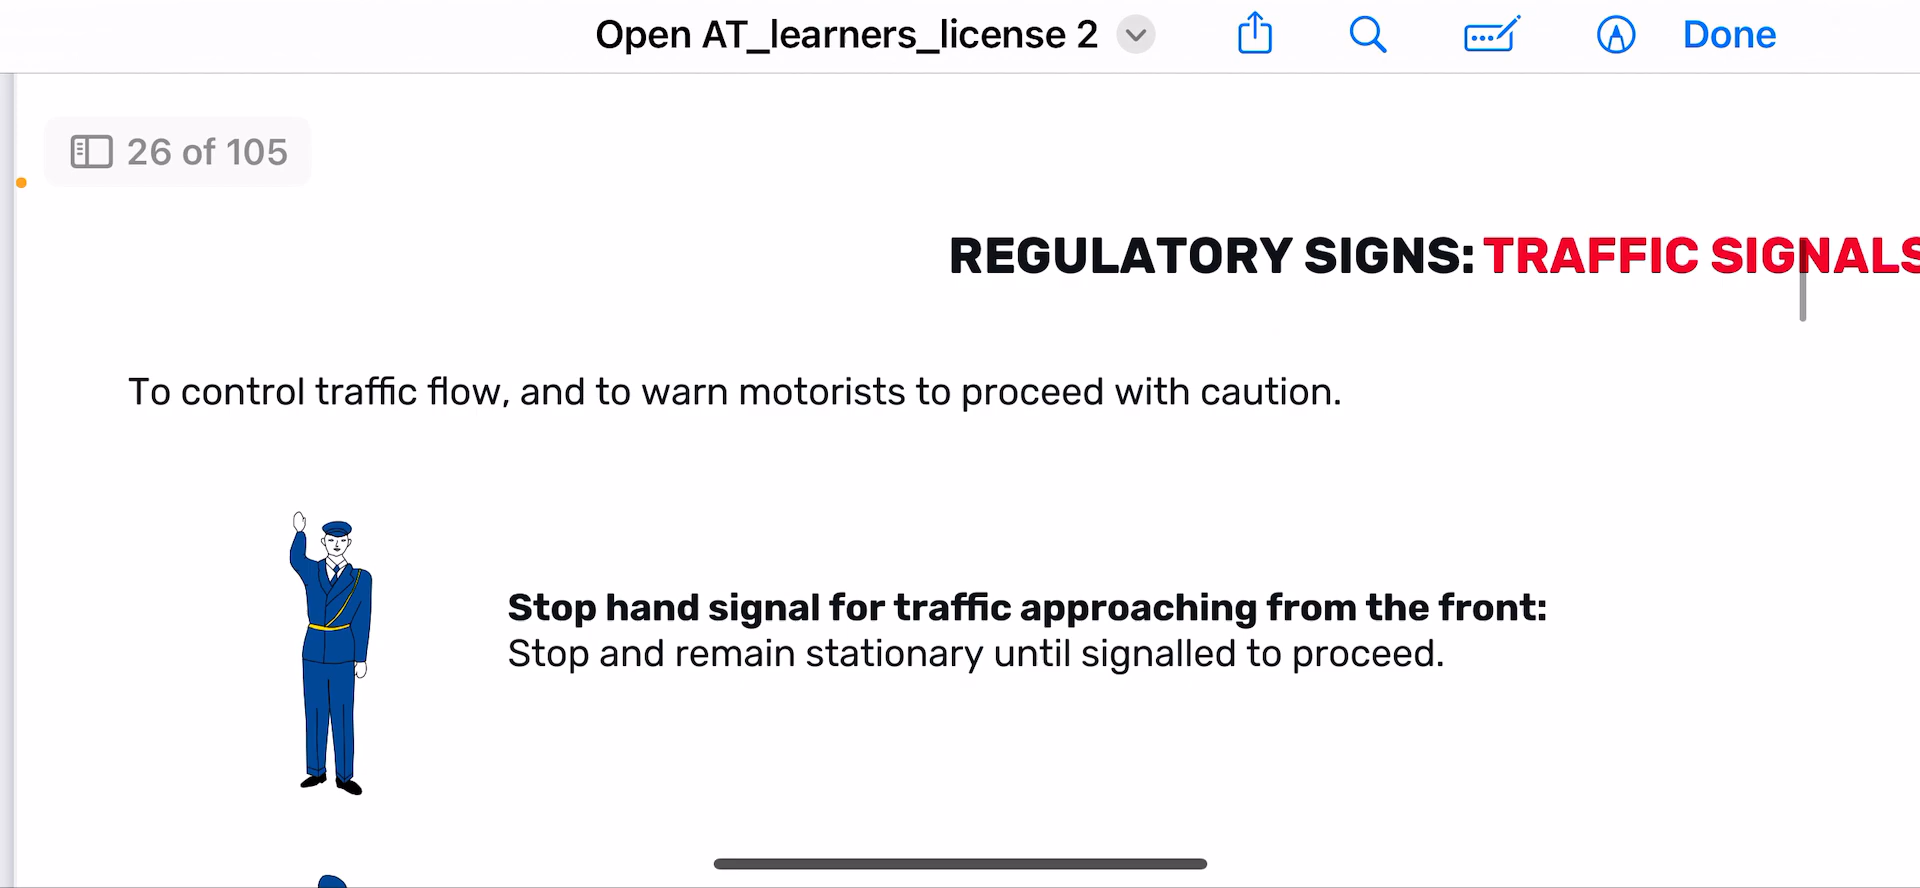 Open AT_learners_license 2
Done
26 of 105
REGULATORY SIGNS: TRAFFIC SIGNALS
To control traffic flow, and to warn motorists to proceed with caution.
Stop hand signal for traffic approaching from the front:
Stop and remain stationary until signalled to proceed.